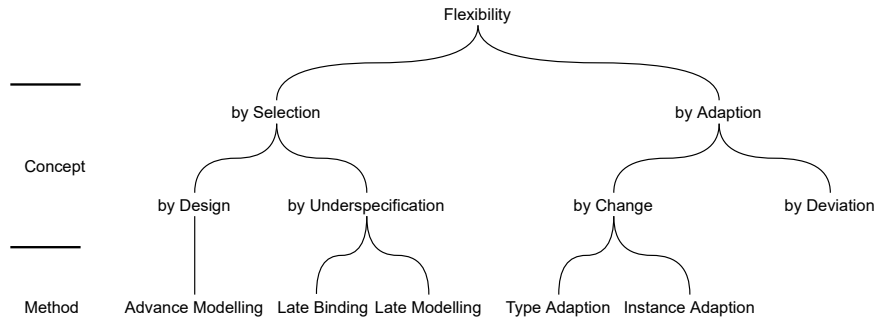 Flexibility
by Selection
by Adaption
Concept
by Design
by Underspecification
by Change
by Deviation
Method
Advance Modelling
Late Binding
Late Modelling
Type Adaption
Instance Adaption